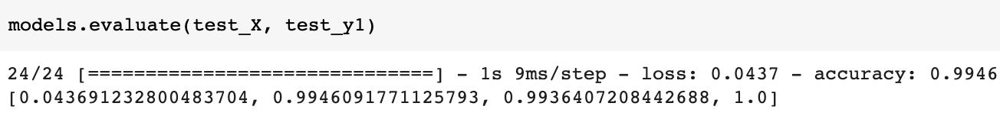 models.evaluate(test_X, test_y1)
24/24 [==============================] - 1s 9ms/step - loss: 0.0437 - accuracy: 0.9946
[0.043691232800483704, 0.9946091771125793, 0.9936407208442688, 1.0]